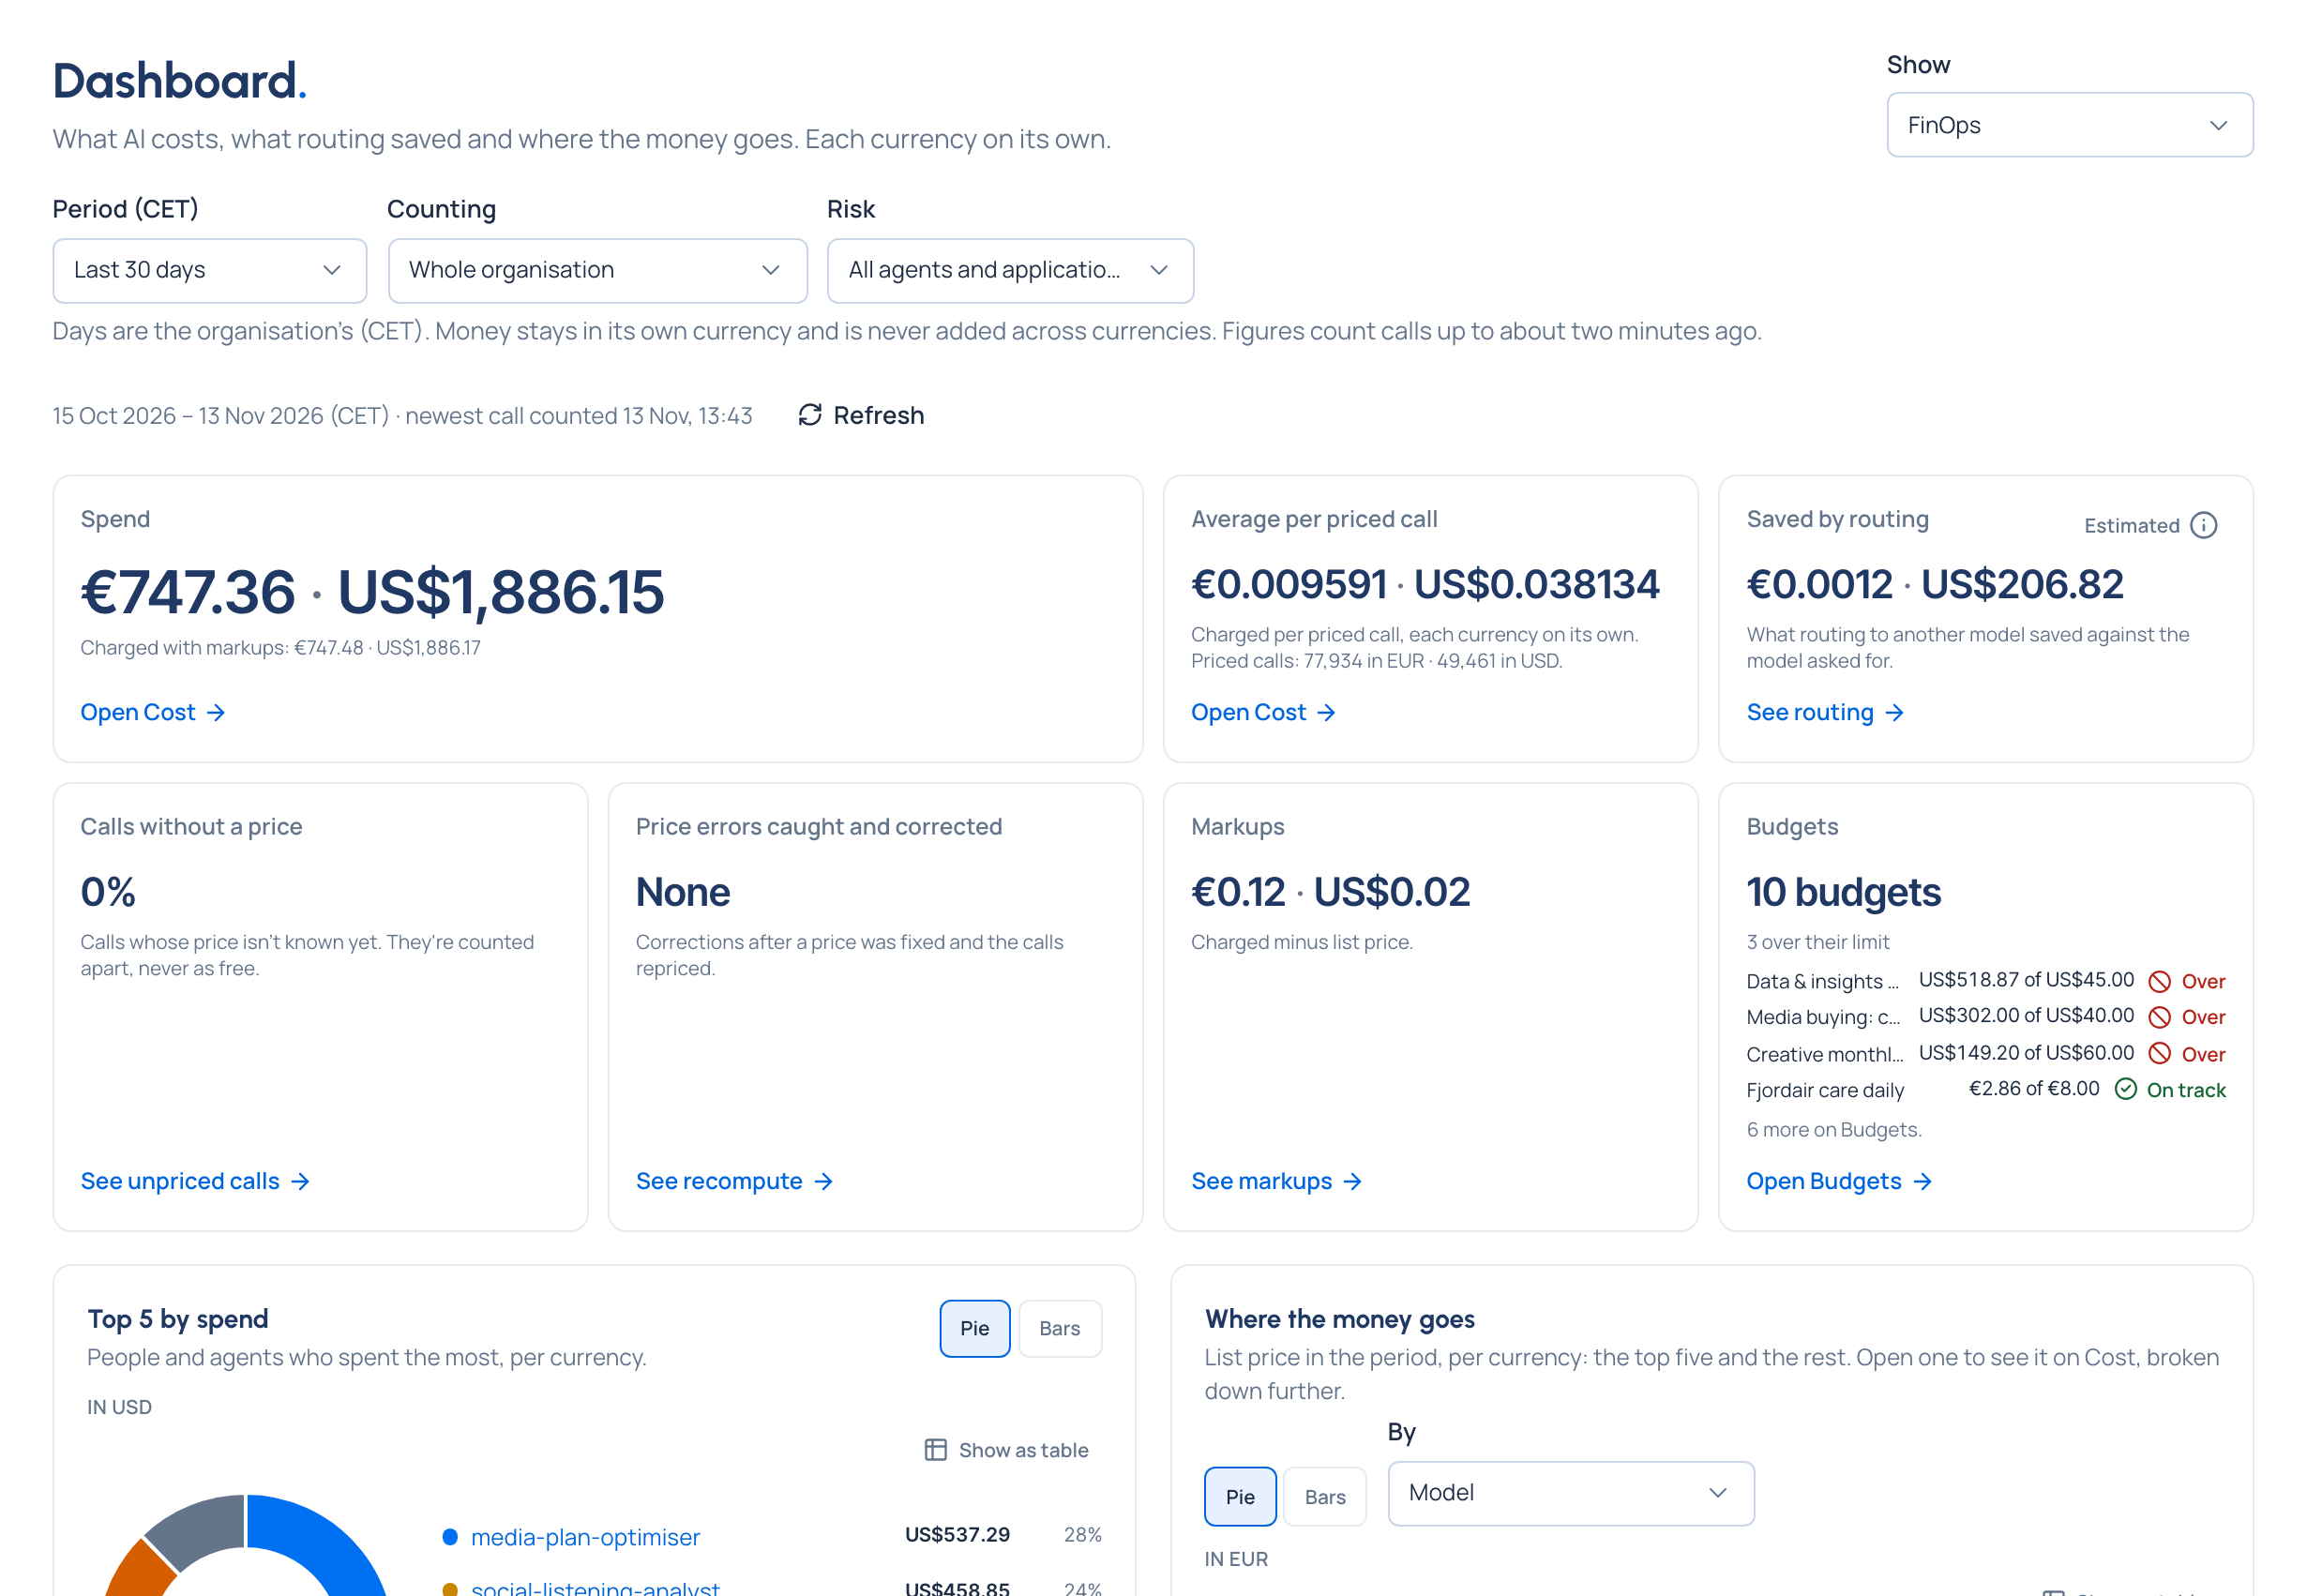 Dashboard.
What AI costs, what routing saved and where the money goes. Each currency on its own.
Show
FinOps
Period (CET)
Last 30 days
Counting
Whole organisation
Risk
All agents and applicatio...
Days are the organisation's (CET). Money stays in its own currency and is never added across currencies. Figures count calls up to about two minutes ago.
15 Oct 2026 – 13 Nov 2026 (CET) · newest call counted 13 Nov, 13:43
Refresh
Spend
€747.36 · US$1,886.15
Charged with markups: €747.48 · US$1,886.17
Open Cost →
Average per priced call
€0.009591 · US$0.038134
Charged per priced call, each currency on its own.
Priced calls: 77,934 in EUR · 49,461 in USD.
Open Cost →
Saved by routing
Estimated
€0.0012 · US$206.82
What routing to another model saved against the
model asked for.
See routing →
Calls without a price
0%
Calls whose price isn't known yet. They're counted
apart, never as free.
See unpriced calls →
Price errors caught and corrected
None
Corrections after a price was fixed and the calls
repriced.
See recompute →
Markups
€0.12 · US$0.02
Charged minus list price.
See markups →
Budgets
10 budgets
3 over their limit
Data & insights ... US$518.87 of US$45.00 Over
Media buying: c... US$302.00 of US$40.00 Over
Creative monthl... US$149.20 of US$60.00 Over
Fjordair care daily €2.86 of €8.00 On track
6 more on Budgets.
Open Budgets →
Top 5 by spend
People and agents who spent the most, per currency.
Pie
Bars
IN USD
Show as table
media-plan-optimiser US$537.29 28%
social-listening-analyst US$458.85 24%
Where the money goes
List price in the period, per currency: the top five and the rest. Open one to see it on Cost, broken
down further.
By
Pie
Bars
Model
IN EUR